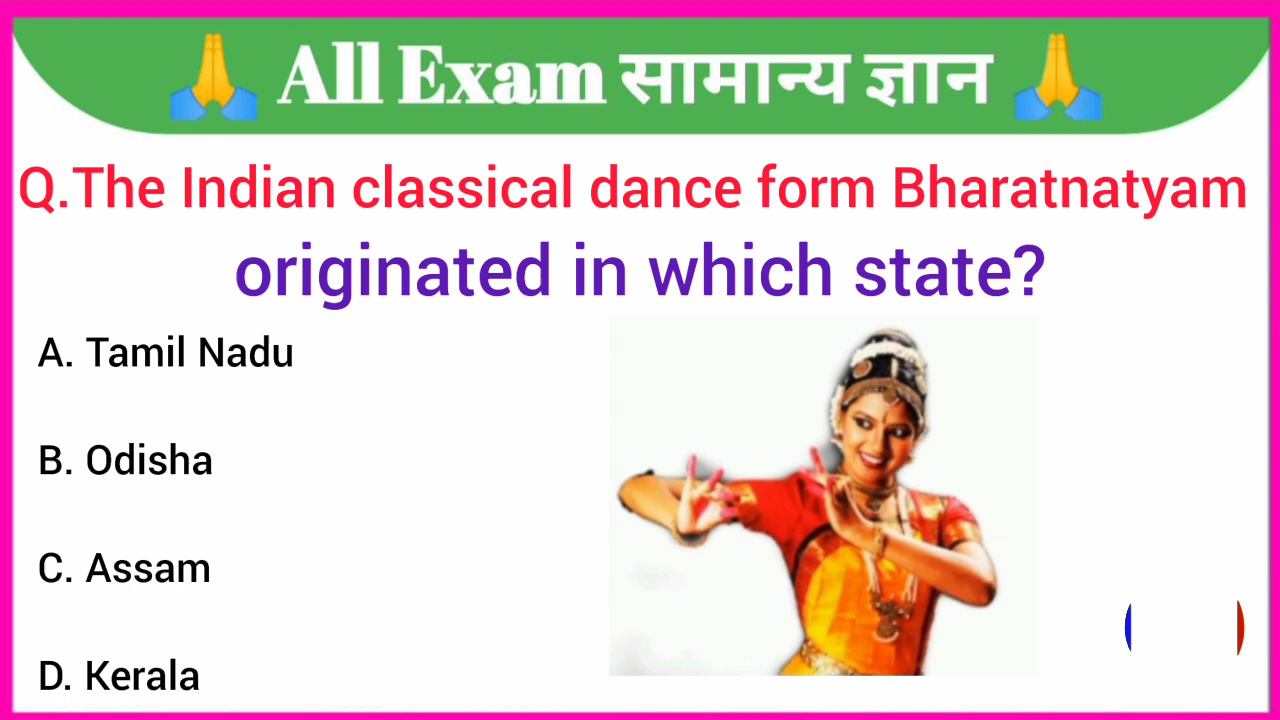 🙏 All Exam सामान्य ज्ञान 🙏
Q.The Indian classical dance form Bharatnatyam
originated in which state?
A. Tamil Nadu
B. Odisha
C. Assam
D. Kerala